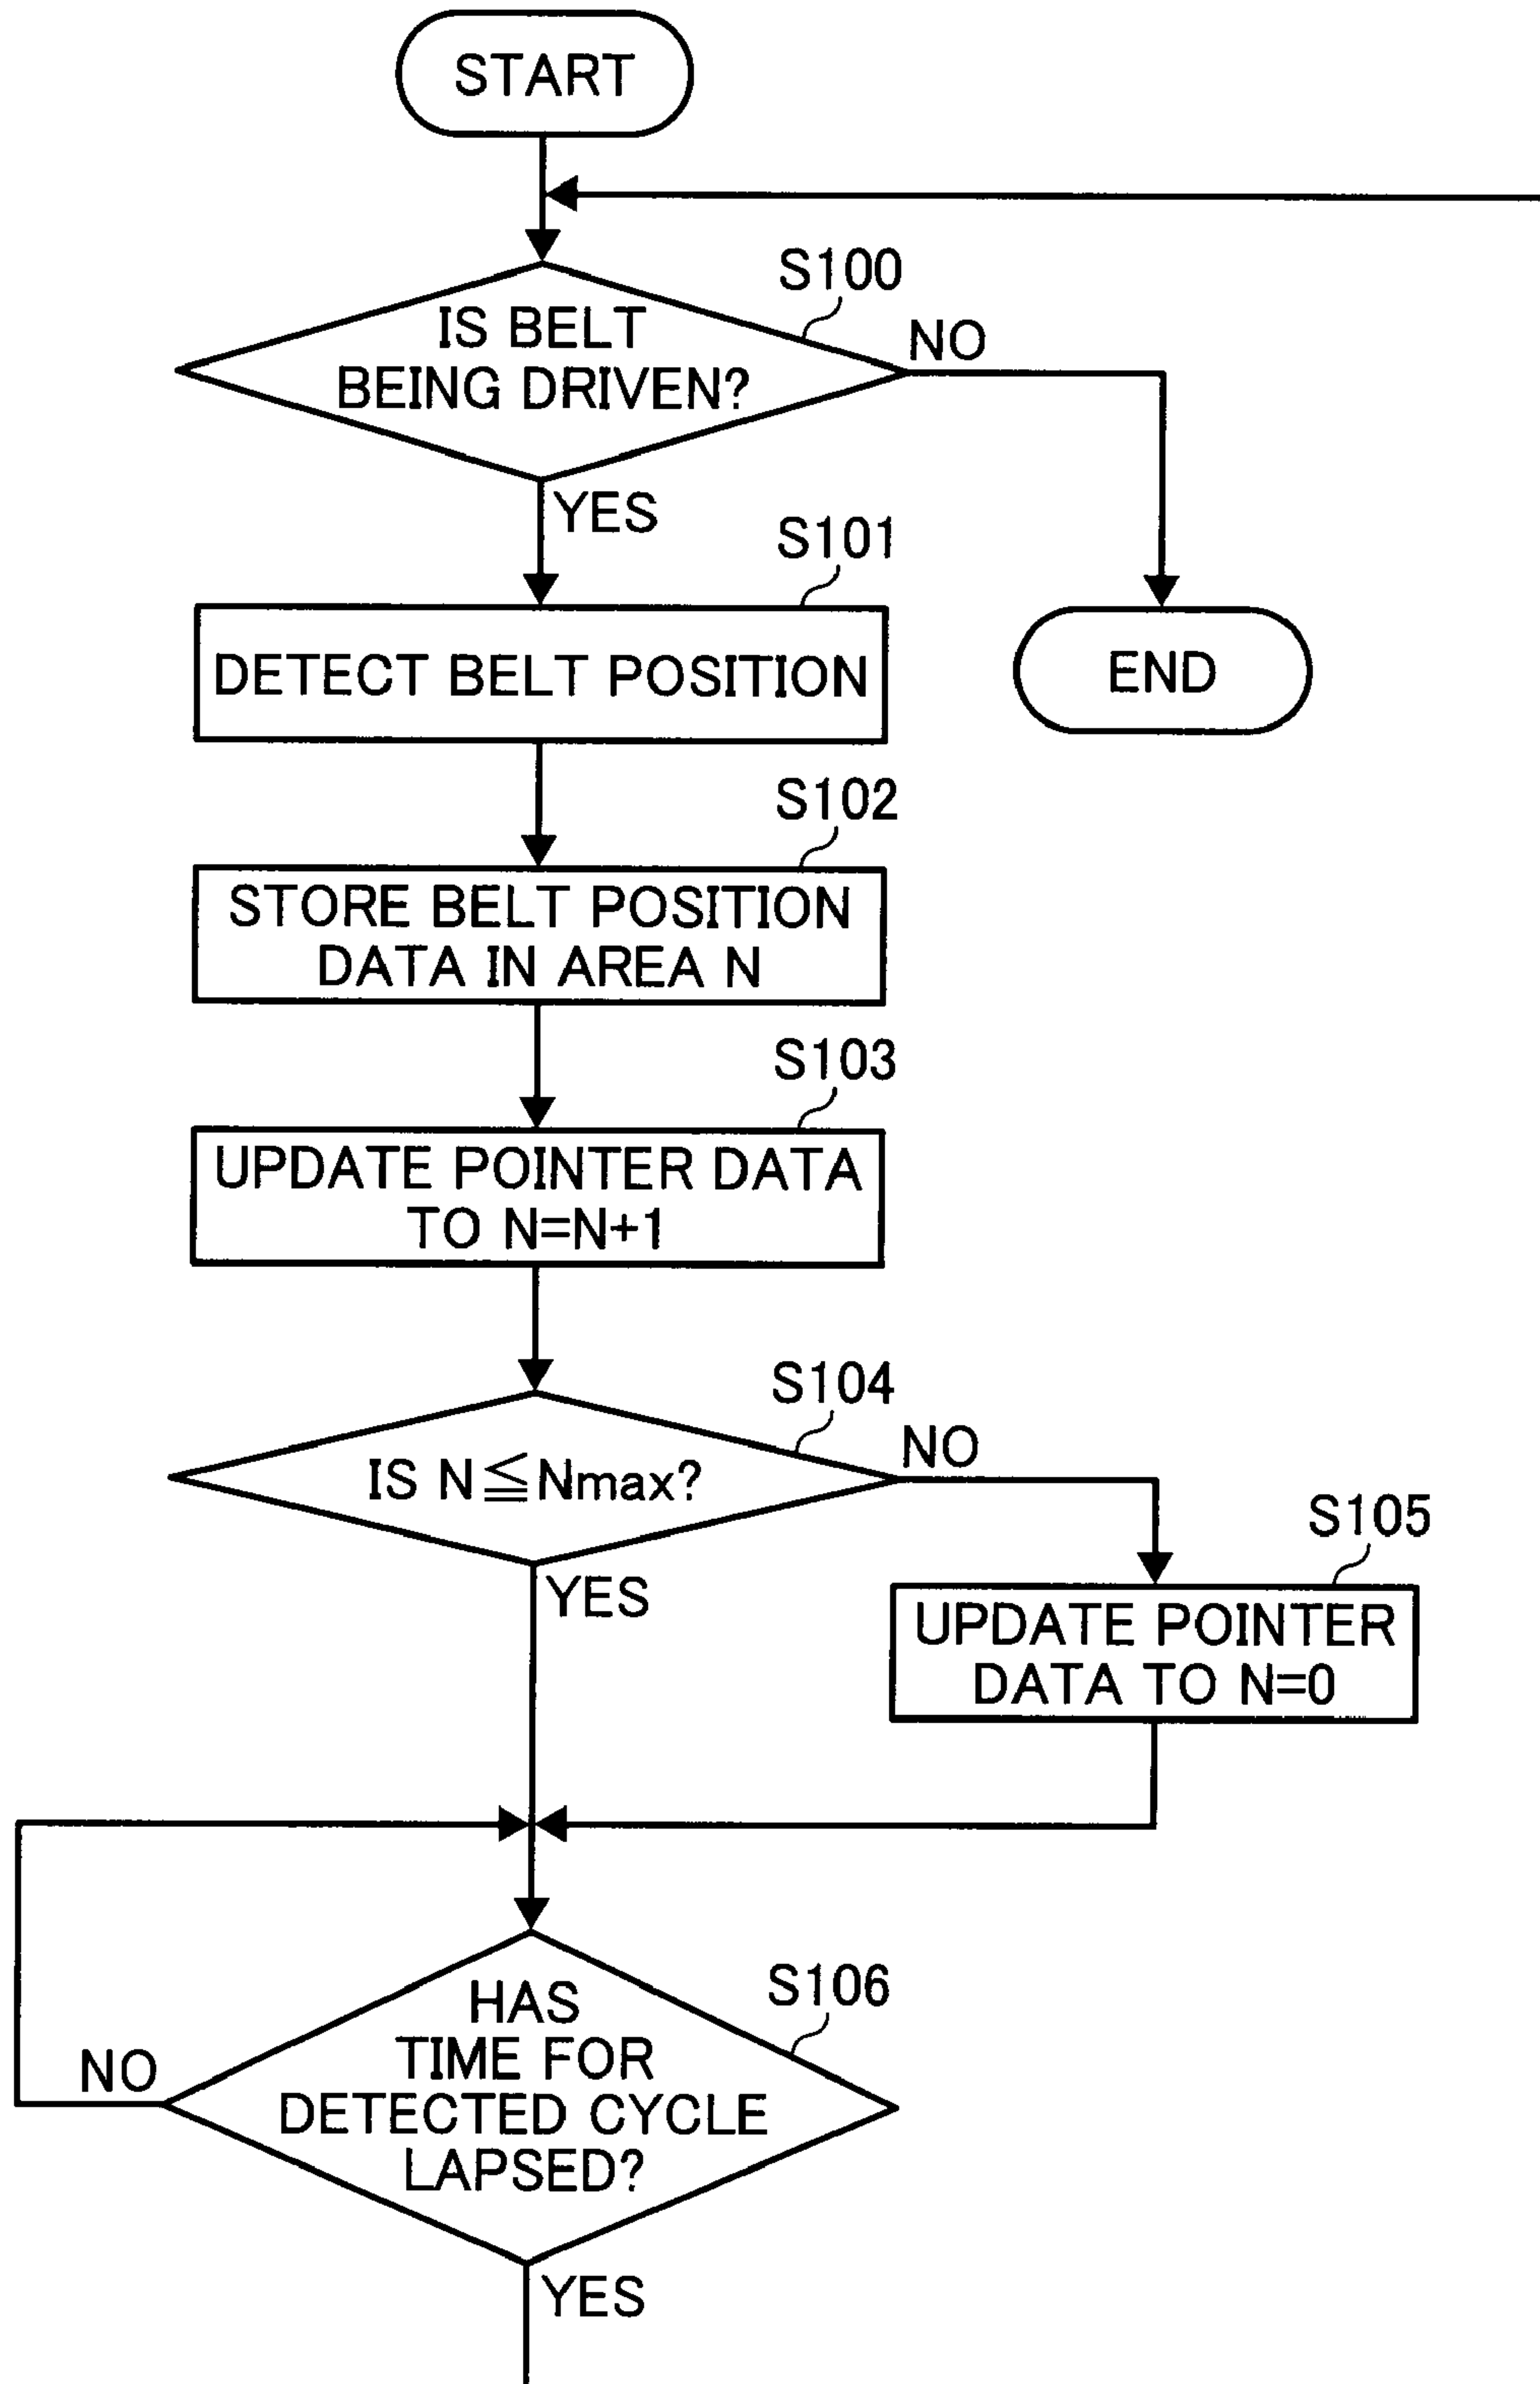 START
S100
IS BELT
BEING DRIVEN?
NO
YES
S101
DETECT BELT POSITION
END
S102
STORE BELT POSITION
DATA IN AREA N
S103
UPDATE POINTER DATA
TO N=N+1
S104
IS N≦Nmax?
NO
YES
S105
UPDATE POINTER
DATA TO N=0
S106
HAS
TIME FOR
DETECTED CYCLE
LAPSED?
NO
YES